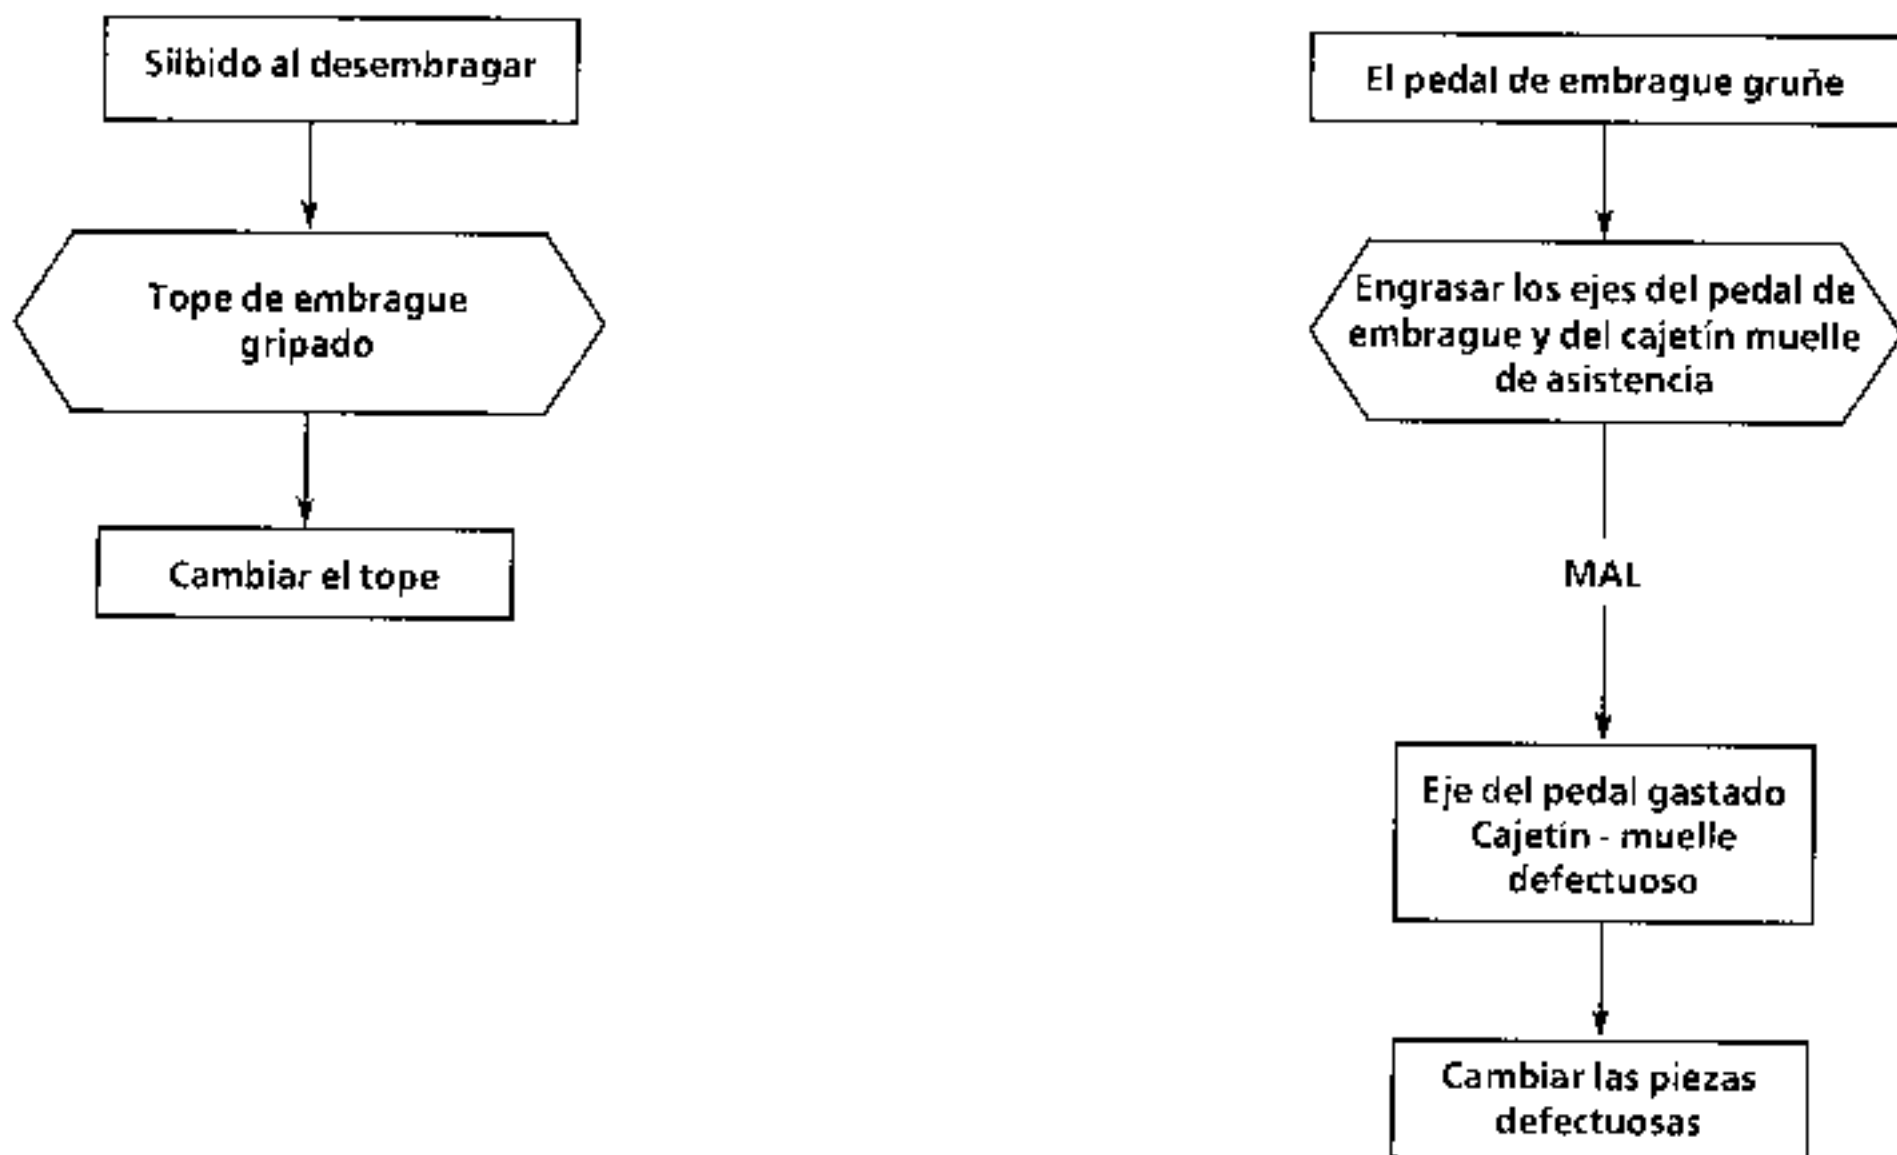 Silbido al desembragar
Tope de embrague
gripado
Cambiar el tope
El pedal de embrague gruñe
Engrasar los ejes del pedal de
embrague y del cajetín muelle
de asistencia
MAL
Eje del pedal gastado
Cajetín - muelle
defectuoso
Cambiar las piezas
defectuosas